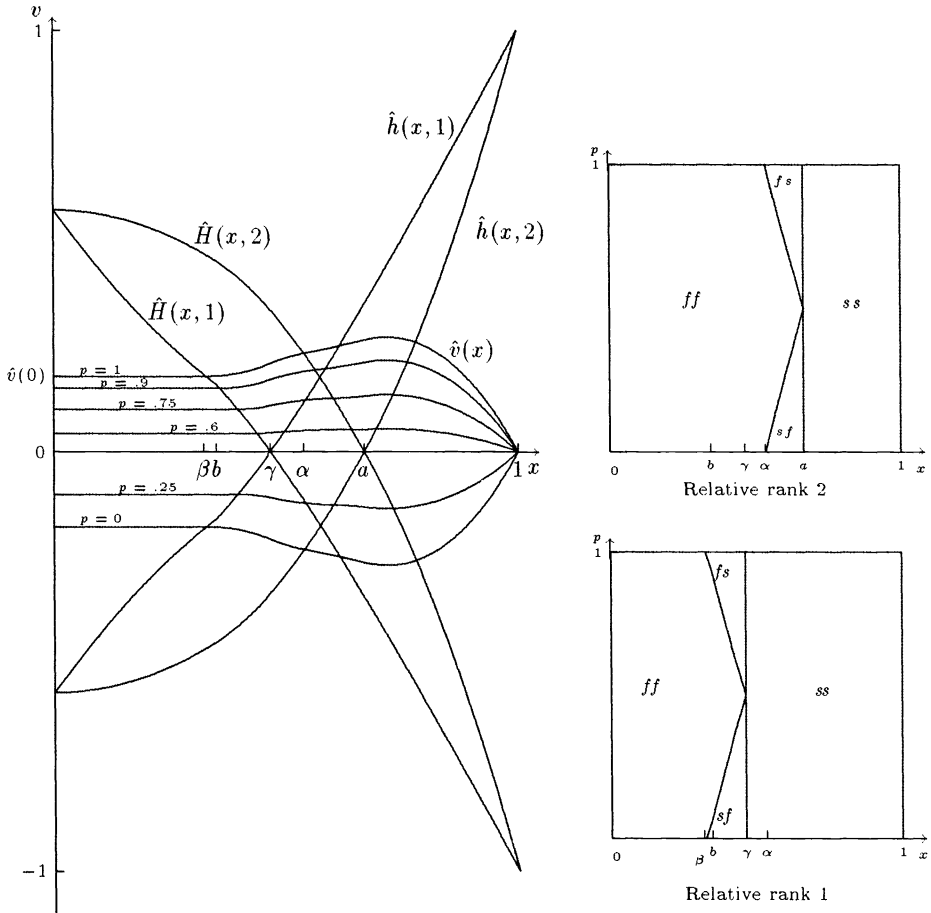 v
1
ĥ(x,1)
ĥ(x,2)
Ĥ(x,2)
Ĥ(x,1)
v̂(x)
v̂(0)
p = 1
p = .9
p = .75
p = .6
0
β b γ α a 1 x
p = .25
p = 0
−1
p
1
fs
ff
ss
sf
0 b γ α a 1 x
Relative rank 2
p
1
fs
ff
ss
sf
0 β b γ α 1 x
Relative rank 1